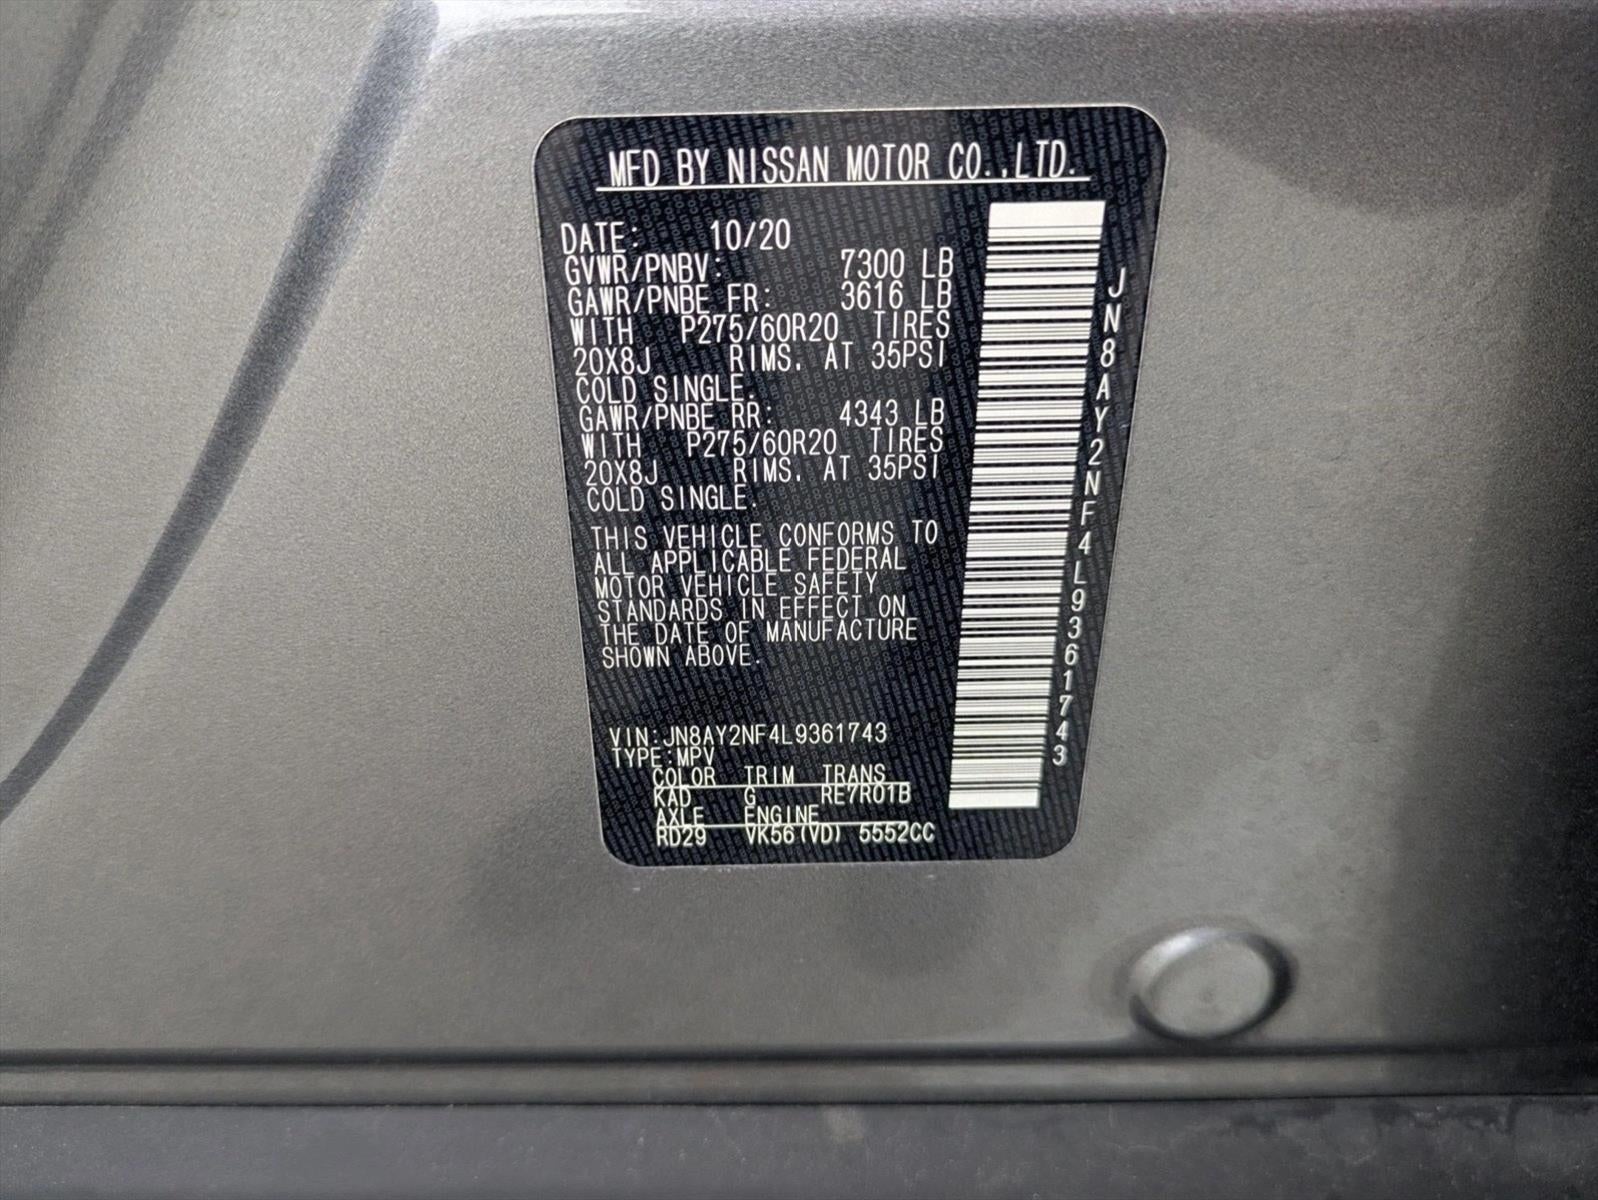 MFD BY NISSAN MOTOR CO.,LTD.
DATE: 10/20
GVWR/PNBV: 7300 LB
GAWR/PNBE FR: 3616 LB
WITH P275/60R20 TIRES
20X8J RIMS. AT 35PSI
COLD SINGLE.
GAWR/PNBE RR: 4343 LB
WITH P275/60R20 TIRES
20X8J RIMS. AT 35PSI
COLD SINGLE.
THIS VEHICLE CONFORMS TO
ALL APPLICABLE FEDERAL
MOTOR VEHICLE SAFETY
STANDARDS IN EFFECT ON
THE DATE OF MANUFACTURE
SHOWN ABOVE.
VIN:JN8AY2NF4L9361743
TYPE:MPV
COLOR TRIM TRANS
KAD G RE7R01B
AXLE ENGINE
RD29 VK56(VD) 5552CC
JN8AY2NF4L9361743